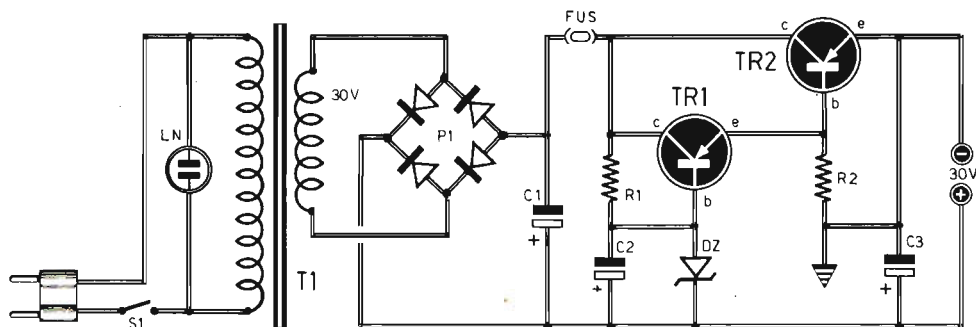 FUS
c
e
TR2
b
TR1
c
e
b
30V
P1
LN
R1
R2
C1
+
C2
+
DZ
C3
+
−
30V
+
T1
S1